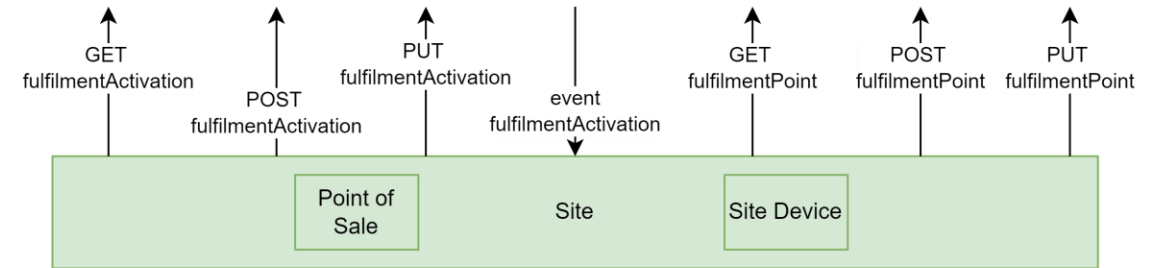 GET
fulfilmentActivation
POST
fulfilmentActivation
PUT
fulfilmentActivation
event
fulfilmentActivation
GET
fulfilmentPoint
POST
fulfilmentPoint
PUT
fulfilmentPoint
Point of
Sale
Site
Site Device